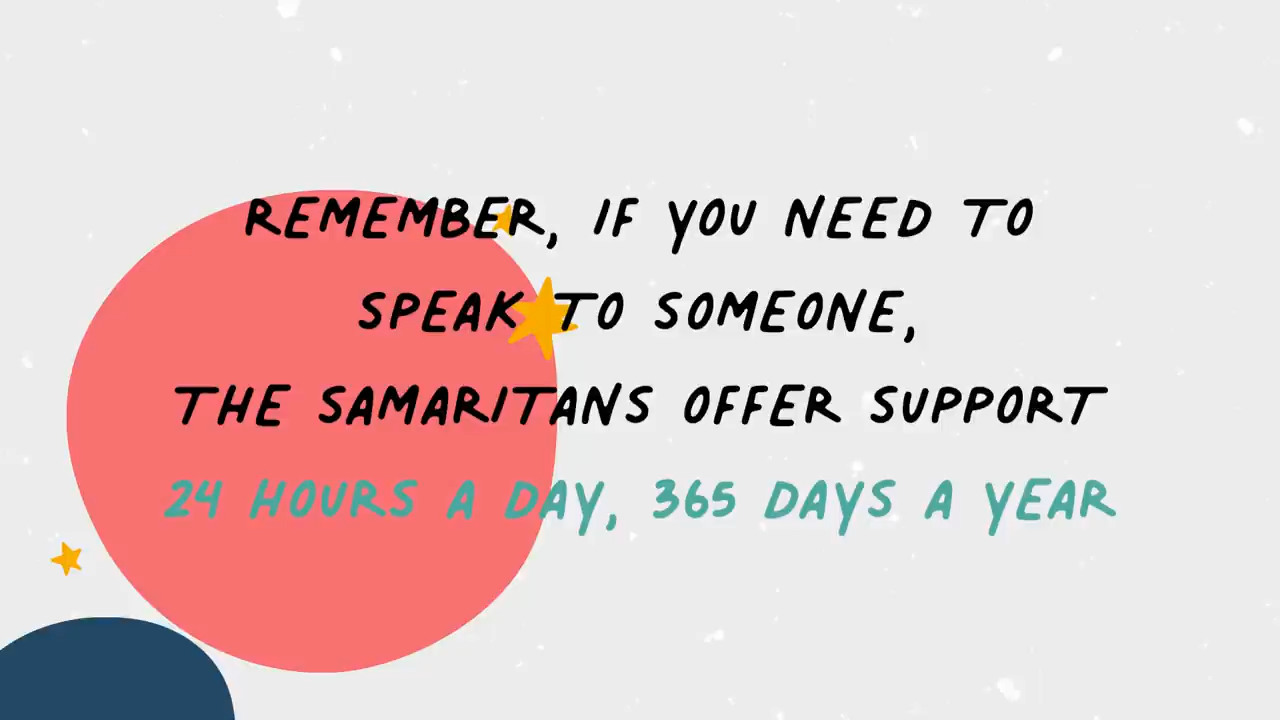 REMEMBER, IF YOU NEED TO
SPEAK TO SOMEONE,
THE SAMARITANS OFFER SUPPORT
24 HOURS A DAY, 365 DAYS A YEAR